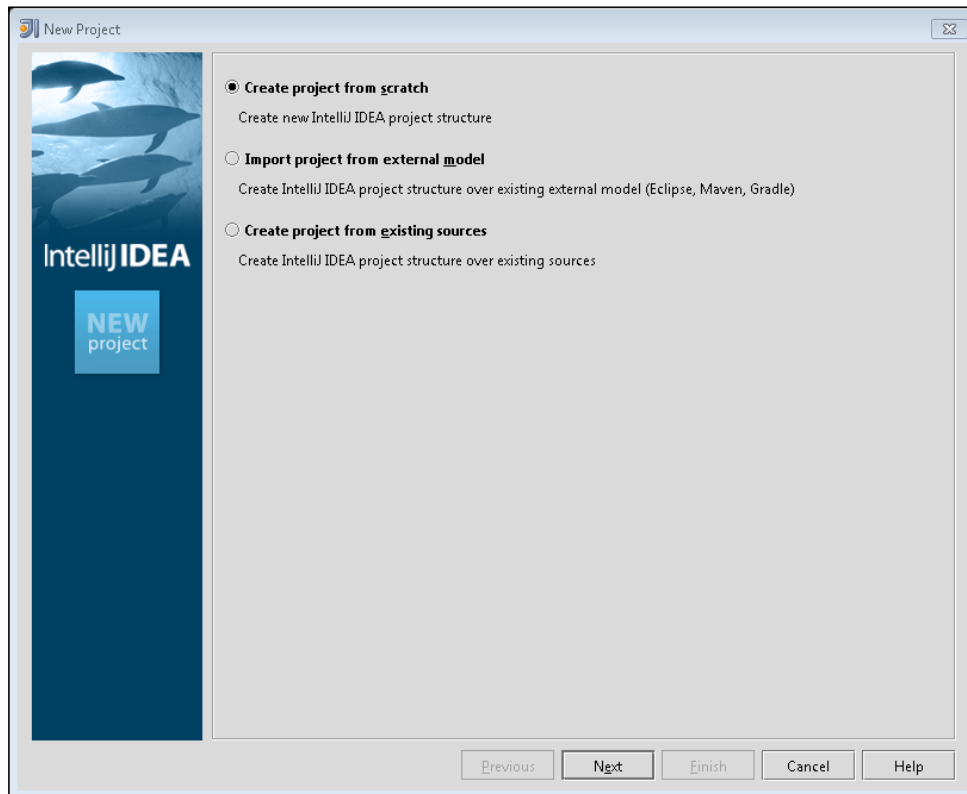 New Project
Create project from scratch
Create new IntelliJ IDEA project structure
Import project from external model
Create IntelliJ IDEA project structure over existing external model (Eclipse, Maven, Gradle)
Create project from existing sources
Create IntelliJ IDEA project structure over existing sources
IntelliJ IDEA
NEW
project
Previous Next Finish Cancel Help